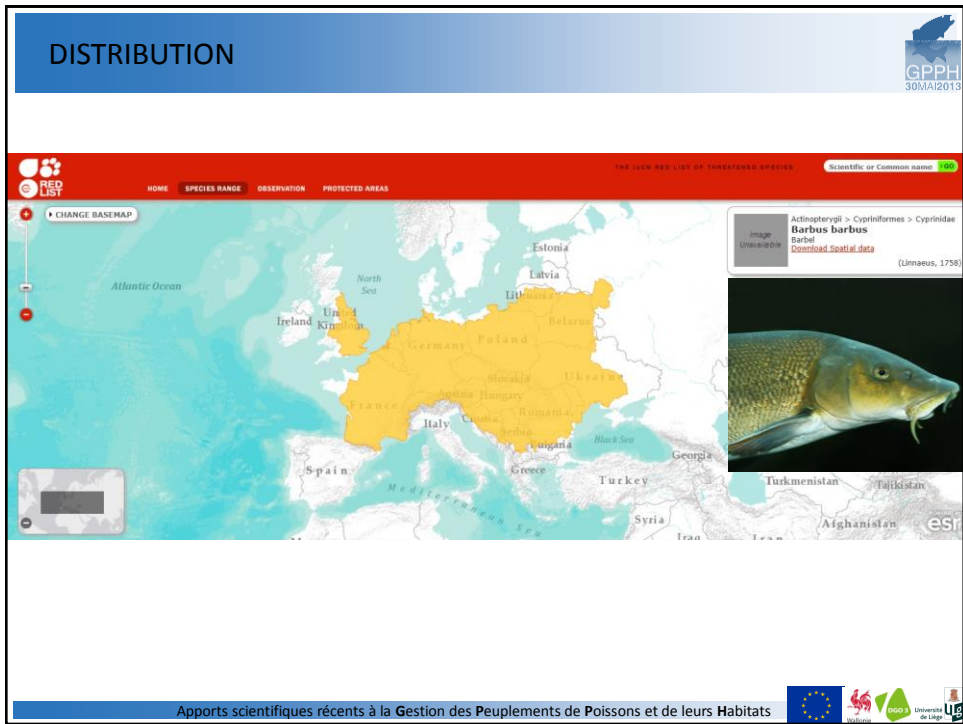 DISTRIBUTION
GPPH
30MAI2013
RED
LIST
THE IUCN RED LIST OF THREATENED SPECIES
Scientific or Common name
GO
HOME SPECIES RANGE OBSERVATION PROTECTED AREAS
CHANGE BASEMAP
Image
Unavailable
Actinopterygii > Cypriniformes > Cyprinidae
Barbus barbus
Barbel
Download Spatial data
(Linnaeus, 1758)
Atlantic Ocean
North
Sea
Estonia
Latvia
Lithuania
Ireland
United
Kingdom
Belarus
Germany
Poland
Slovakia
Ukraine
Austria
Hungary
France
Romania
Italy
Croatia
Serbia
Bulgaria
Black Sea
Georgia
Spain
Greece
Turkey
Turkmenistan
Tajikistan
Mediterranean Sea
Syria
Afghanistan
Iraq
Iran
esri
Apports scientifiques récents à la Gestion des Peuplements de Poissons et de leurs Habitats
Wallonie
DGO 3
Université
de Liège